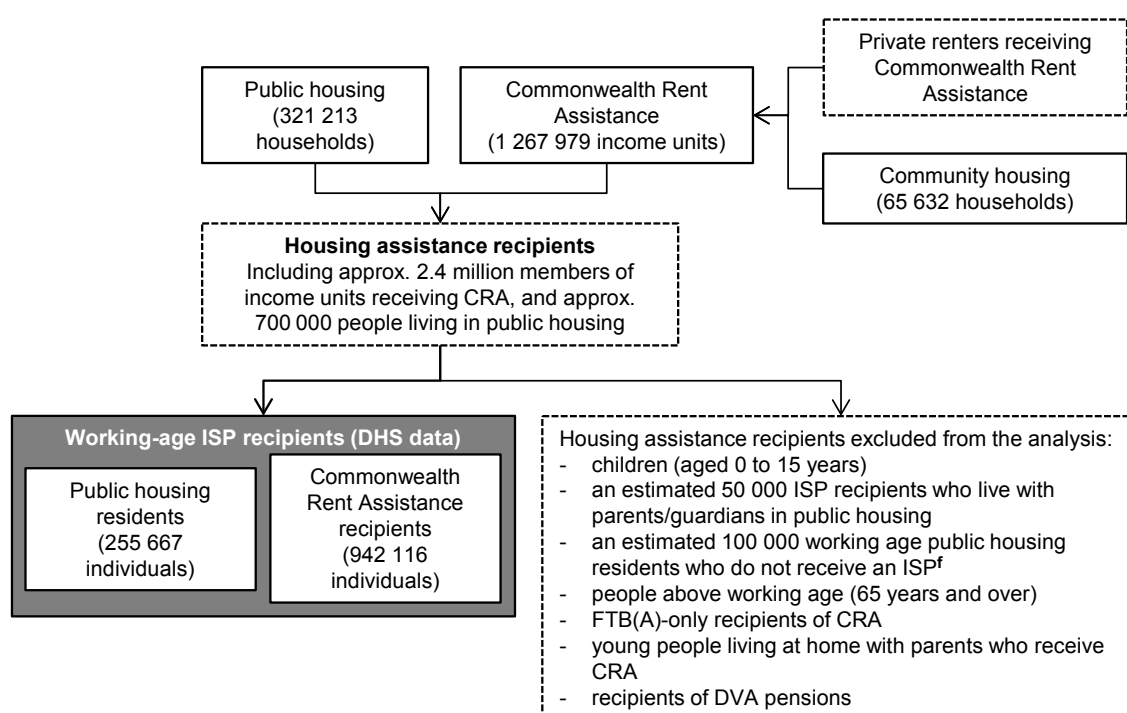 Private renters receiving
Commonwealth Rent
Assistance
Public housing
(321 213
households)
Commonwealth Rent
Assistance
(1 267 979 income units)
Community housing
(65 632 households)
Housing assistance recipients
Including approx. 2.4 million members of
income units receiving CRA, and approx.
700 000 people living in public housing
Working-age ISP recipients (DHS data)
Public housing
residents
(255 667
individuals)
Commonwealth
Rent Assistance
recipients
(942 116
individuals)
Housing assistance recipients excluded from the analysis:
- children (aged 0 to 15 years)
- an estimated 50 000 ISP recipients who live with
parents/guardians in public housing
- an estimated 100 000 working age public housing
residents who do not receive an ISPf
- people above working age (65 years and over)
- FTB(A)-only recipients of CRA
- young people living at home with parents who receive
CRA
- recipients of DVA pensions